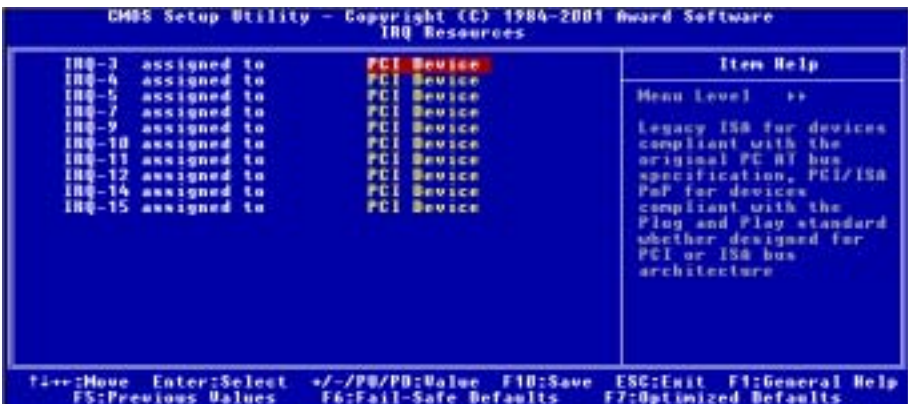 CMOS Setup Utility - Copyright (C) 1984-2001 Award Software
IRQ Resources
IRQ-3 assigned to PCI Device
IRQ-4 assigned to PCI Device
IRQ-5 assigned to PCI Device
IRQ-7 assigned to PCI Device
IRQ-9 assigned to PCI Device
IRQ-10 assigned to PCI Device
IRQ-11 assigned to PCI Device
IRQ-12 assigned to PCI Device
IRQ-14 assigned to PCI Device
IRQ-15 assigned to PCI Device
Item Help
Menu Level ▸▸
Legacy ISA for devices
compliant with the
original PC AT bus
specification, PCI/ISA
PnP for devices
compliant with the
Plug and Play standard
whether designed for
PCI or ISA bus
architecture
↑↓→←:Move Enter:Select +/-/PU/PD:Value F10:Save ESC:Exit F1:General Help
F5:Previous Values F6:Fail-Safe Defaults F7:Optimized Defaults